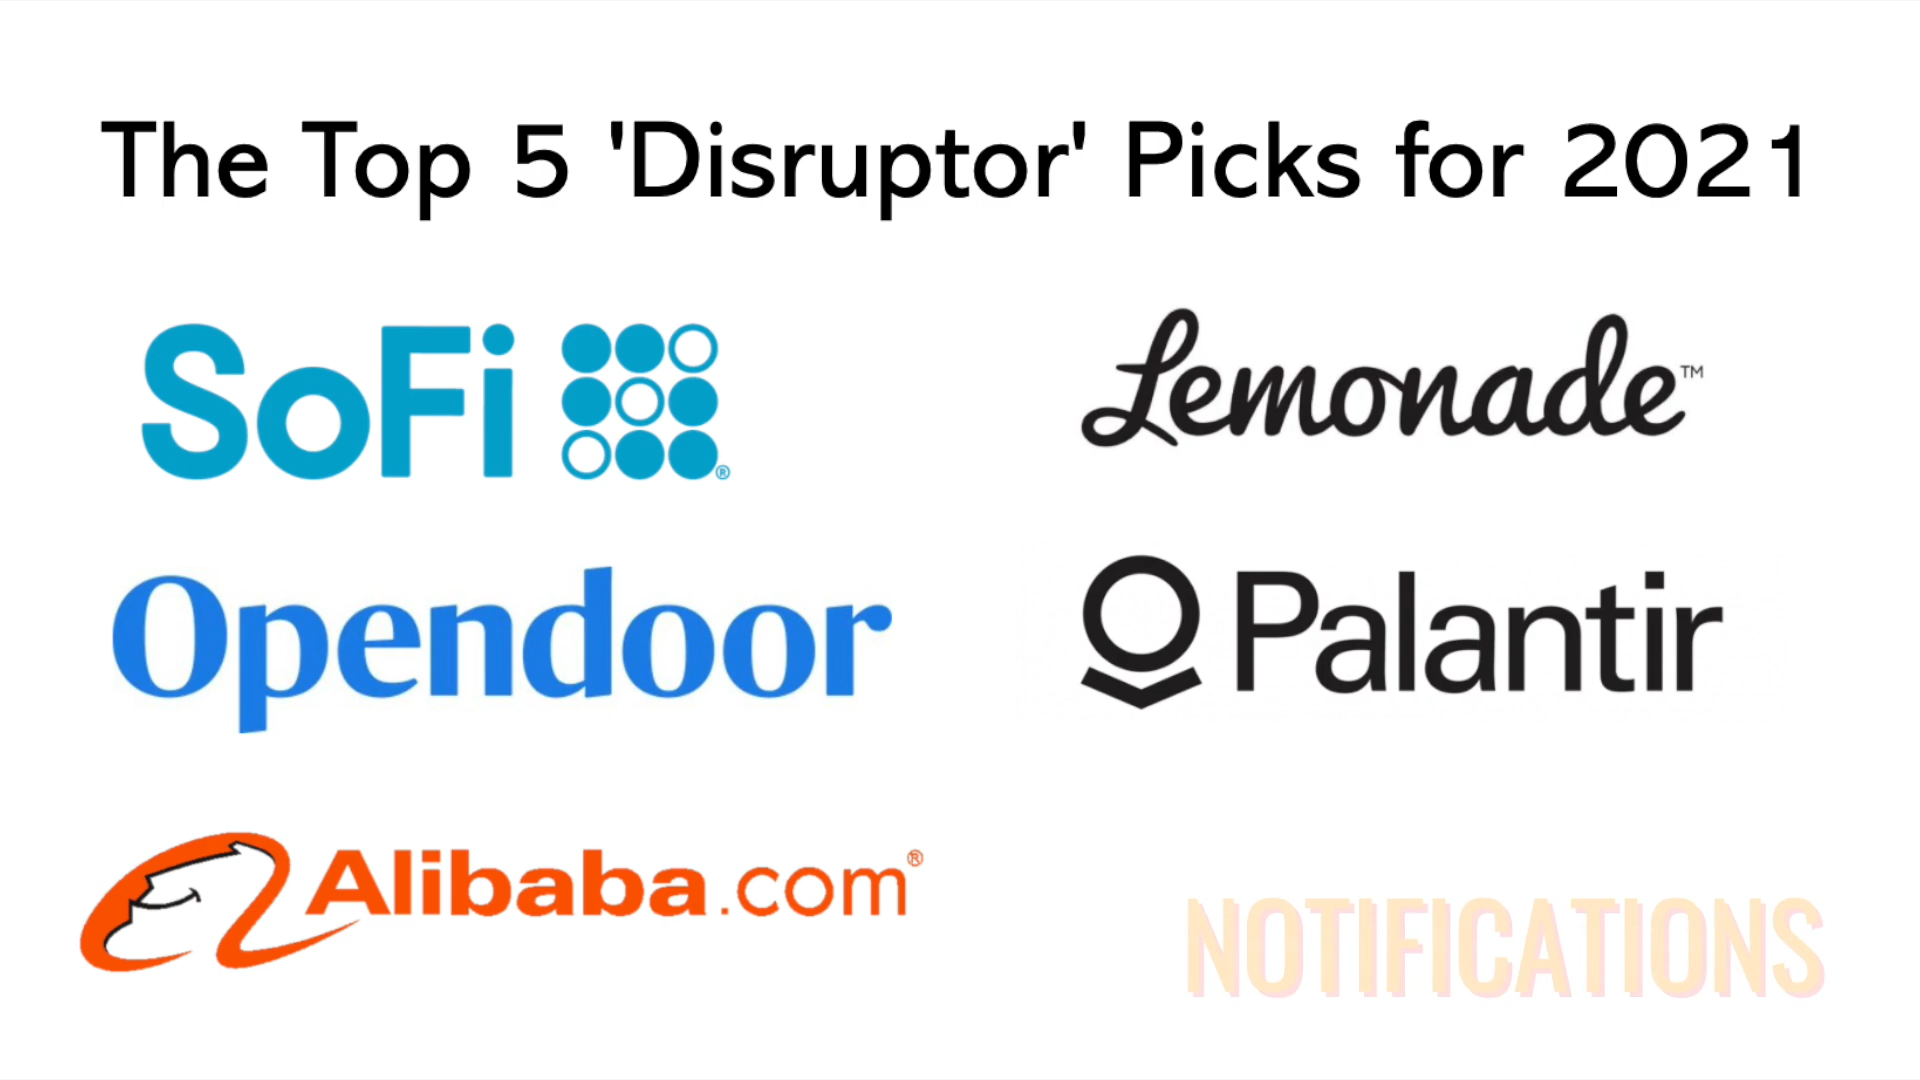 The Top 5 'Disruptor' Picks for 2021
SoFi ®
Lemonade™
Opendoor
Palantir
Alibaba.com®
NOTIFICATIONS